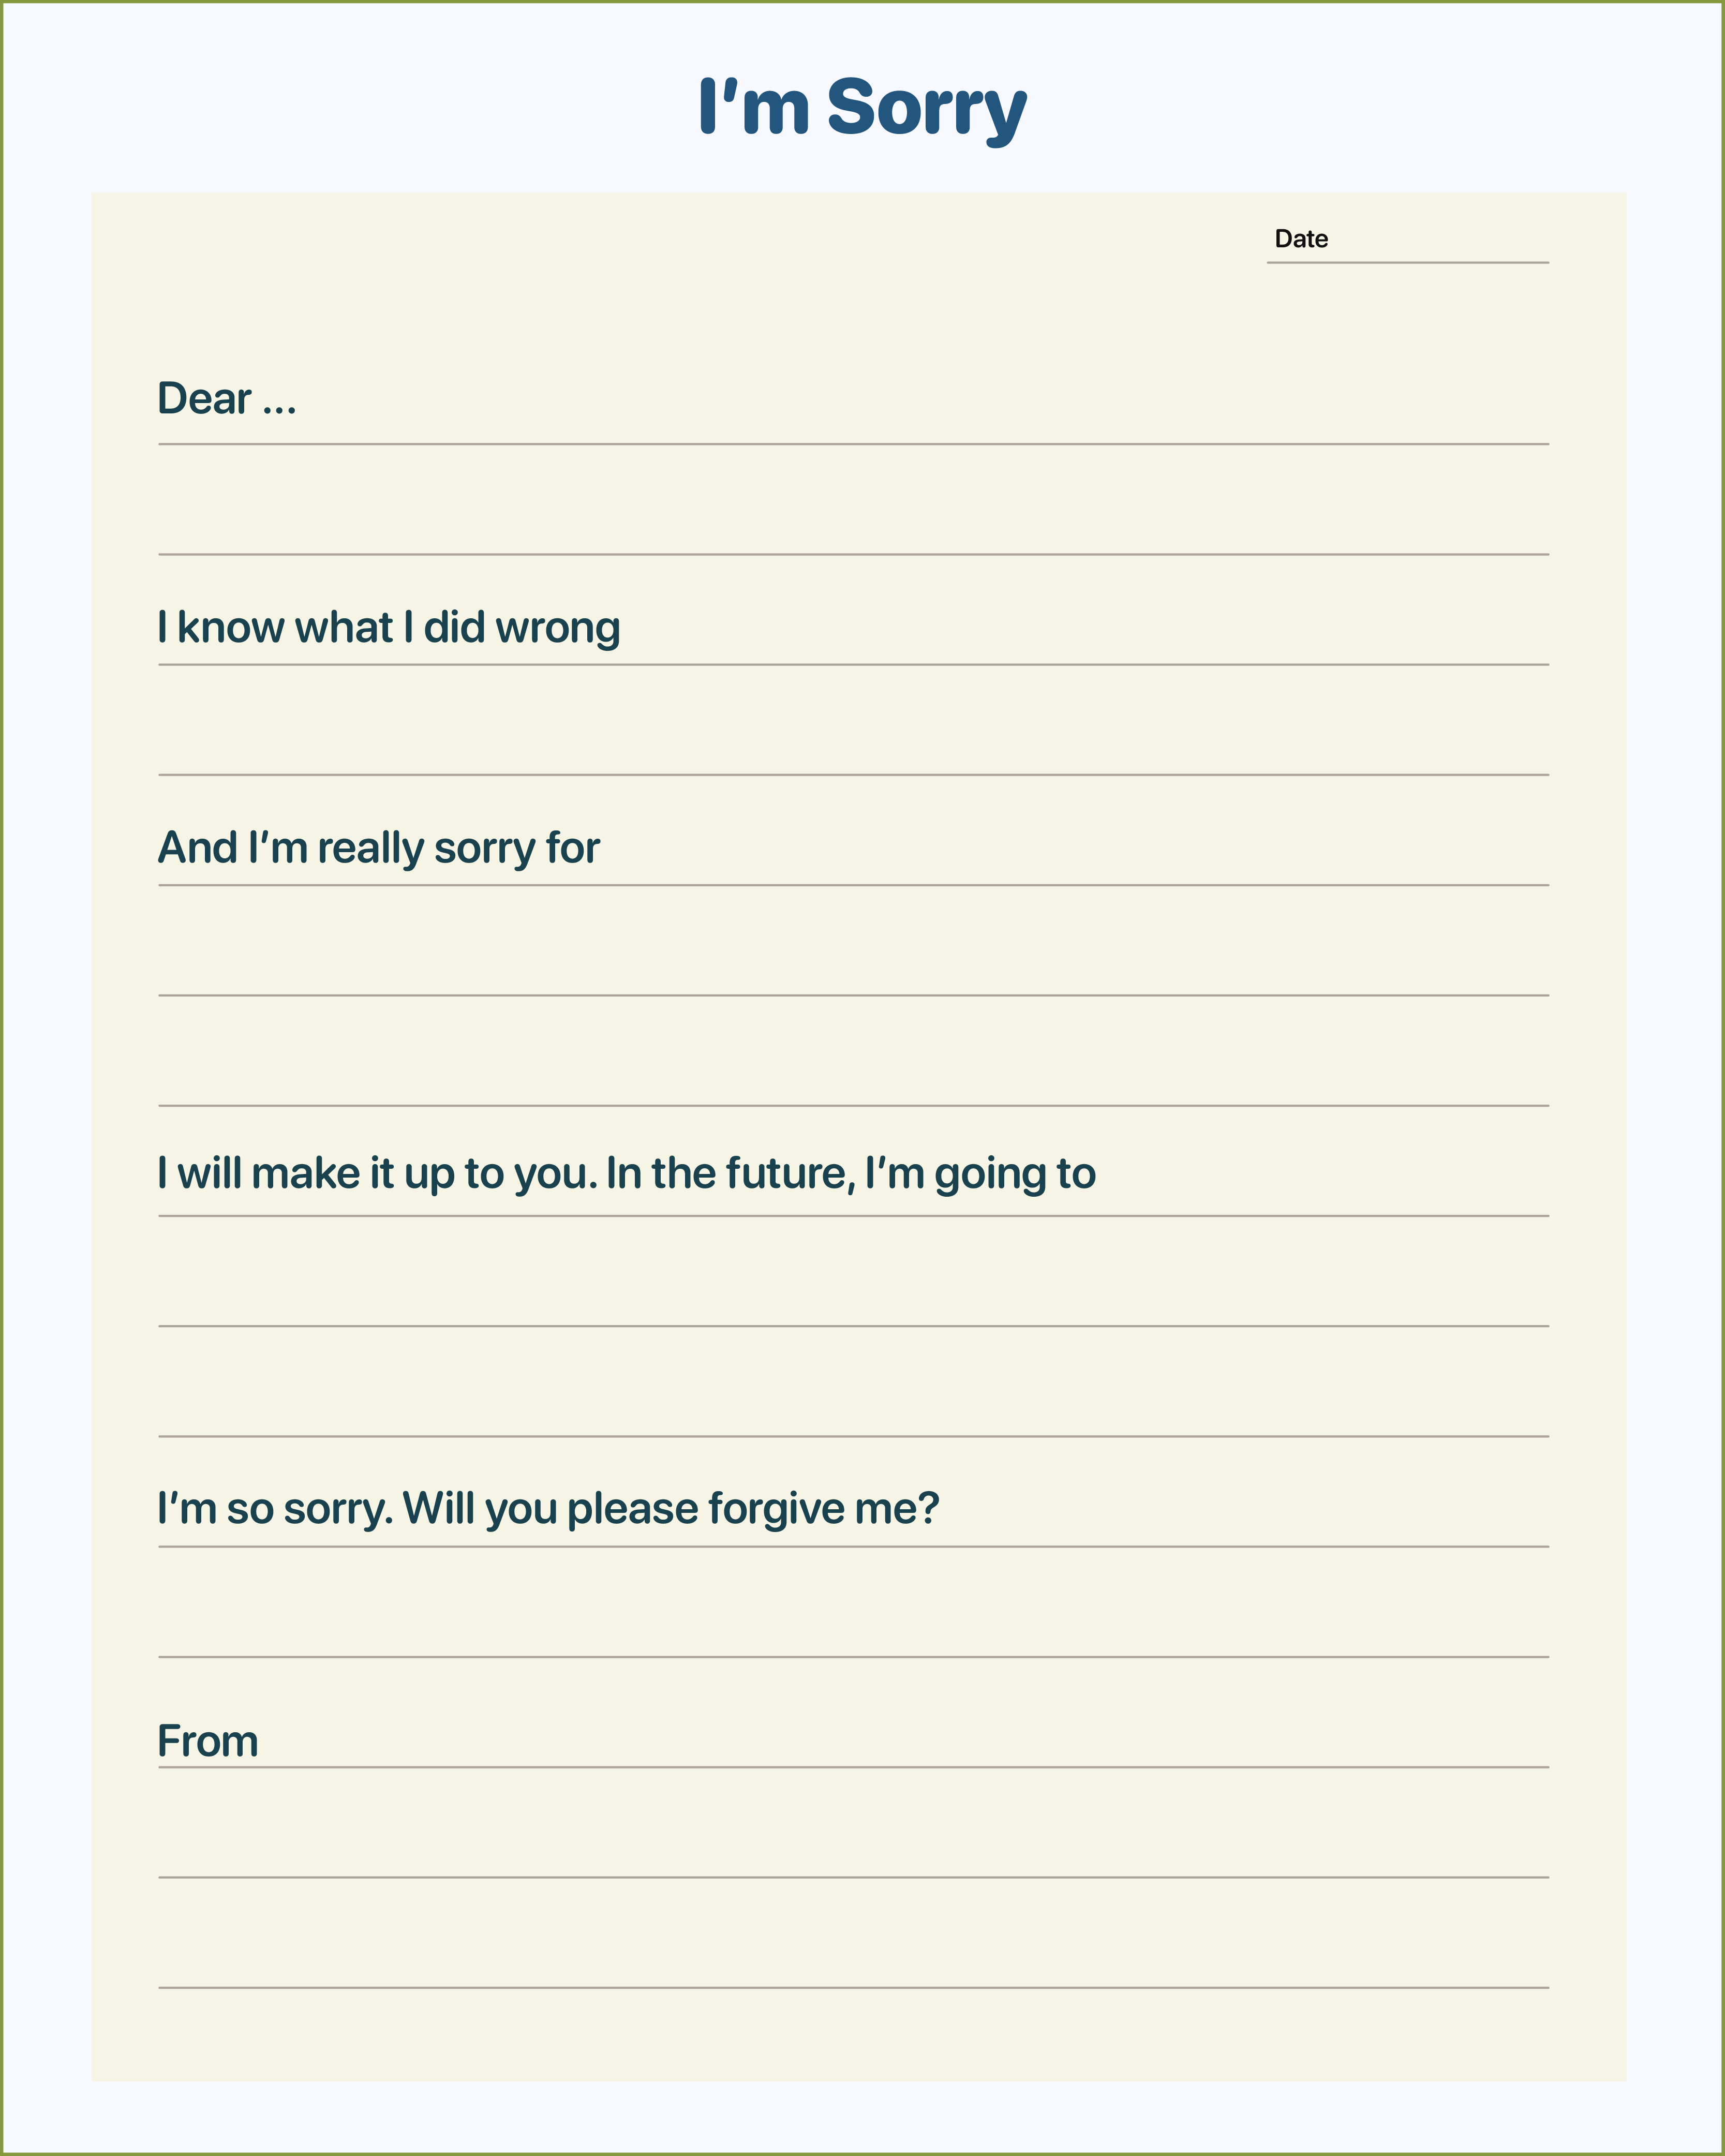 I'm Sorry
Date
Dear ...
I know what I did wrong
And I'm really sorry for
I will make it up to you. In the future, I'm going to
I'm so sorry. Will you please forgive me?
From